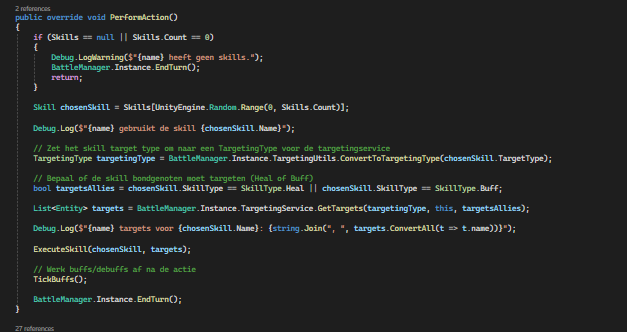 2 references
public override void PerformAction()
{
if (Skills == null || Skills.Count == 0)
{
Debug.LogWarning($"{name} heeft geen skills.");
BattleManager.Instance.EndTurn();
return;
}
Skill chosenSkill = Skills[UnityEngine.Random.Range(0, Skills.Count)];
Debug.Log($"{name} gebruikt de skill {chosenSkill.Name}");
// Zet het skill target type om naar een TargetingType voor de targetingservice
TargetingType targetingType = BattleManager.Instance.TargetingUtils.ConvertToTargetingType(chosenSkill.TargetType);
// Bepaal of de skill bondgenoten moet targeten (Heal of Buff)
bool targetsAllies = chosenSkill.SkillType == SkillType.Heal || chosenSkill.SkillType == SkillType.Buff;
List<Entity> targets = BattleManager.Instance.TargetingService.GetTargets(targetingType, this, targetsAllies);
Debug.Log($"{name} targets voor {chosenSkill.Name}: {string.Join(", ", targets.ConvertAll(t => t.name))}");
ExecuteSkill(chosenSkill, targets);
// Werk buffs/debuffs af na de actie
TickBuffs();
BattleManager.Instance.EndTurn();
}
27 references